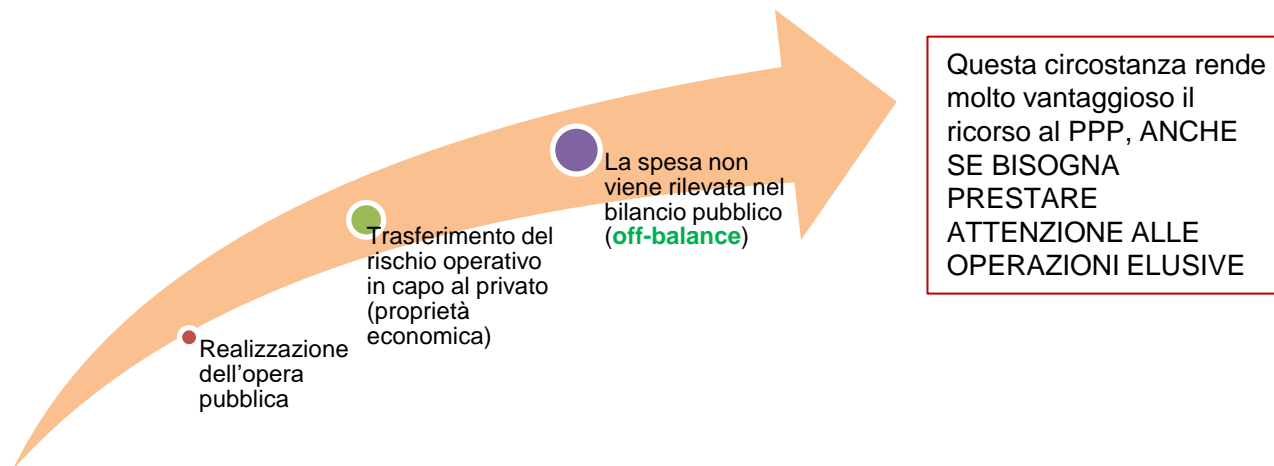 Realizzazione
dell’opera
pubblica
Trasferimento del
rischio operativo
in capo al privato
(proprietà
economica)
La spesa non
viene rilevata nel
bilancio pubblico
(off-balance)
Questa circostanza rende
molto vantaggioso il
ricorso al PPP, ANCHE
SE BISOGNA
PRESTARE
ATTENZIONE ALLE
OPERAZIONI ELUSIVE